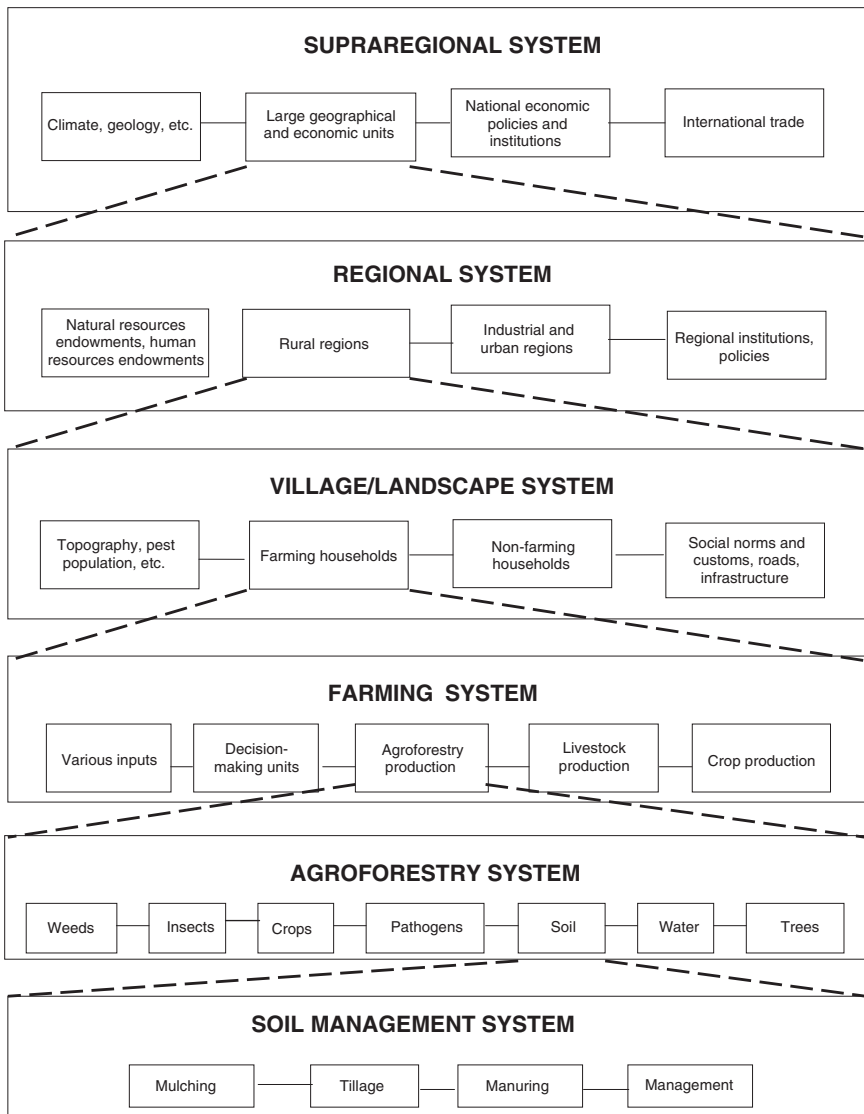 SUPRAREGIONAL SYSTEM
Climate, geology, etc.
Large geographical
and economic units
National economic
policies and
institutions
International trade
REGIONAL SYSTEM
Natural resources
endowments, human
resources endowments
Rural regions
Industrial and
urban regions
Regional institutions,
policies
VILLAGE/LANDSCAPE SYSTEM
Topography, pest
population, etc.
Farming households
Non-farming
households
Social norms and
customs, roads,
infrastructure
FARMING SYSTEM
Various inputs
Decision-
making units
Agroforestry
production
Livestock
production
Crop production
AGROFORESTRY SYSTEM
Weeds
Insects
Crops
Pathogens
Soil
Water
Trees
SOIL MANAGEMENT SYSTEM
Mulching
Tillage
Manuring
Management